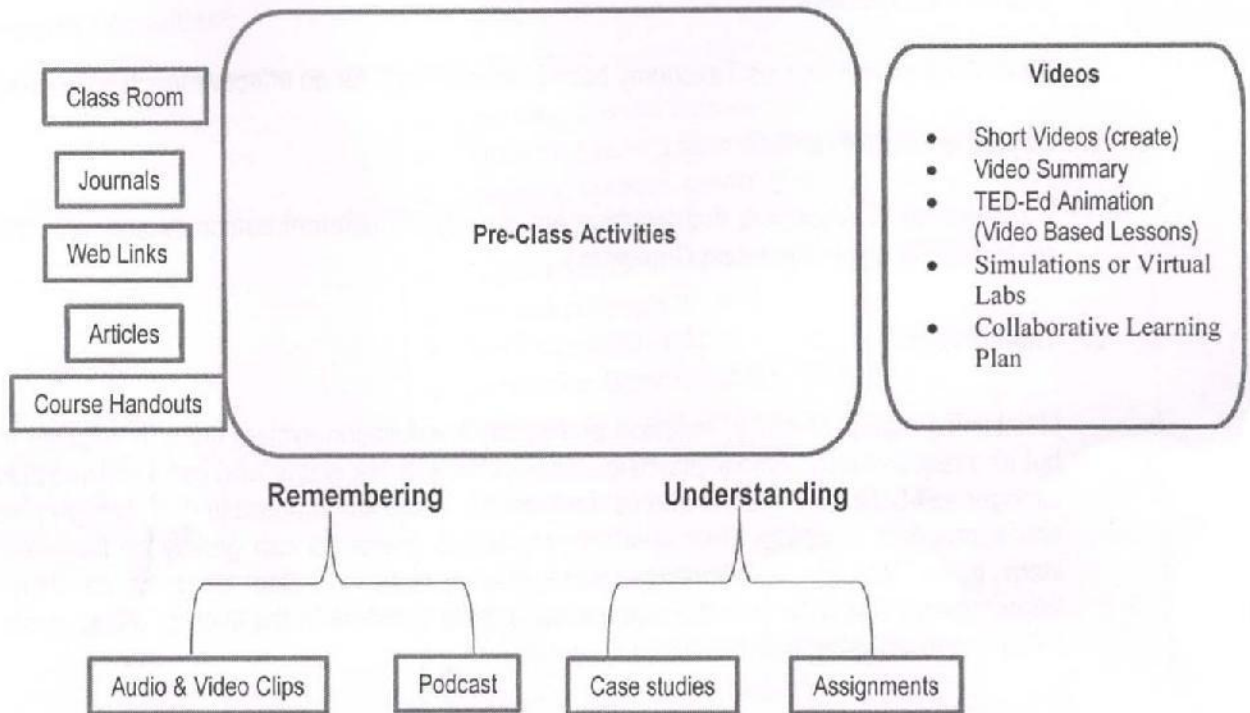 Class Room
Journals
Web Links
Articles
Course Handouts
Pre-Class Activities
Videos
• Short Videos (create)
• Video Summary
• TED-Ed Animation
(Video Based Lessons)
• Simulations or Virtual
Labs
• Collaborative Learning
Plan
Remembering
Understanding
Audio & Video Clips
Podcast
Case studies
Assignments